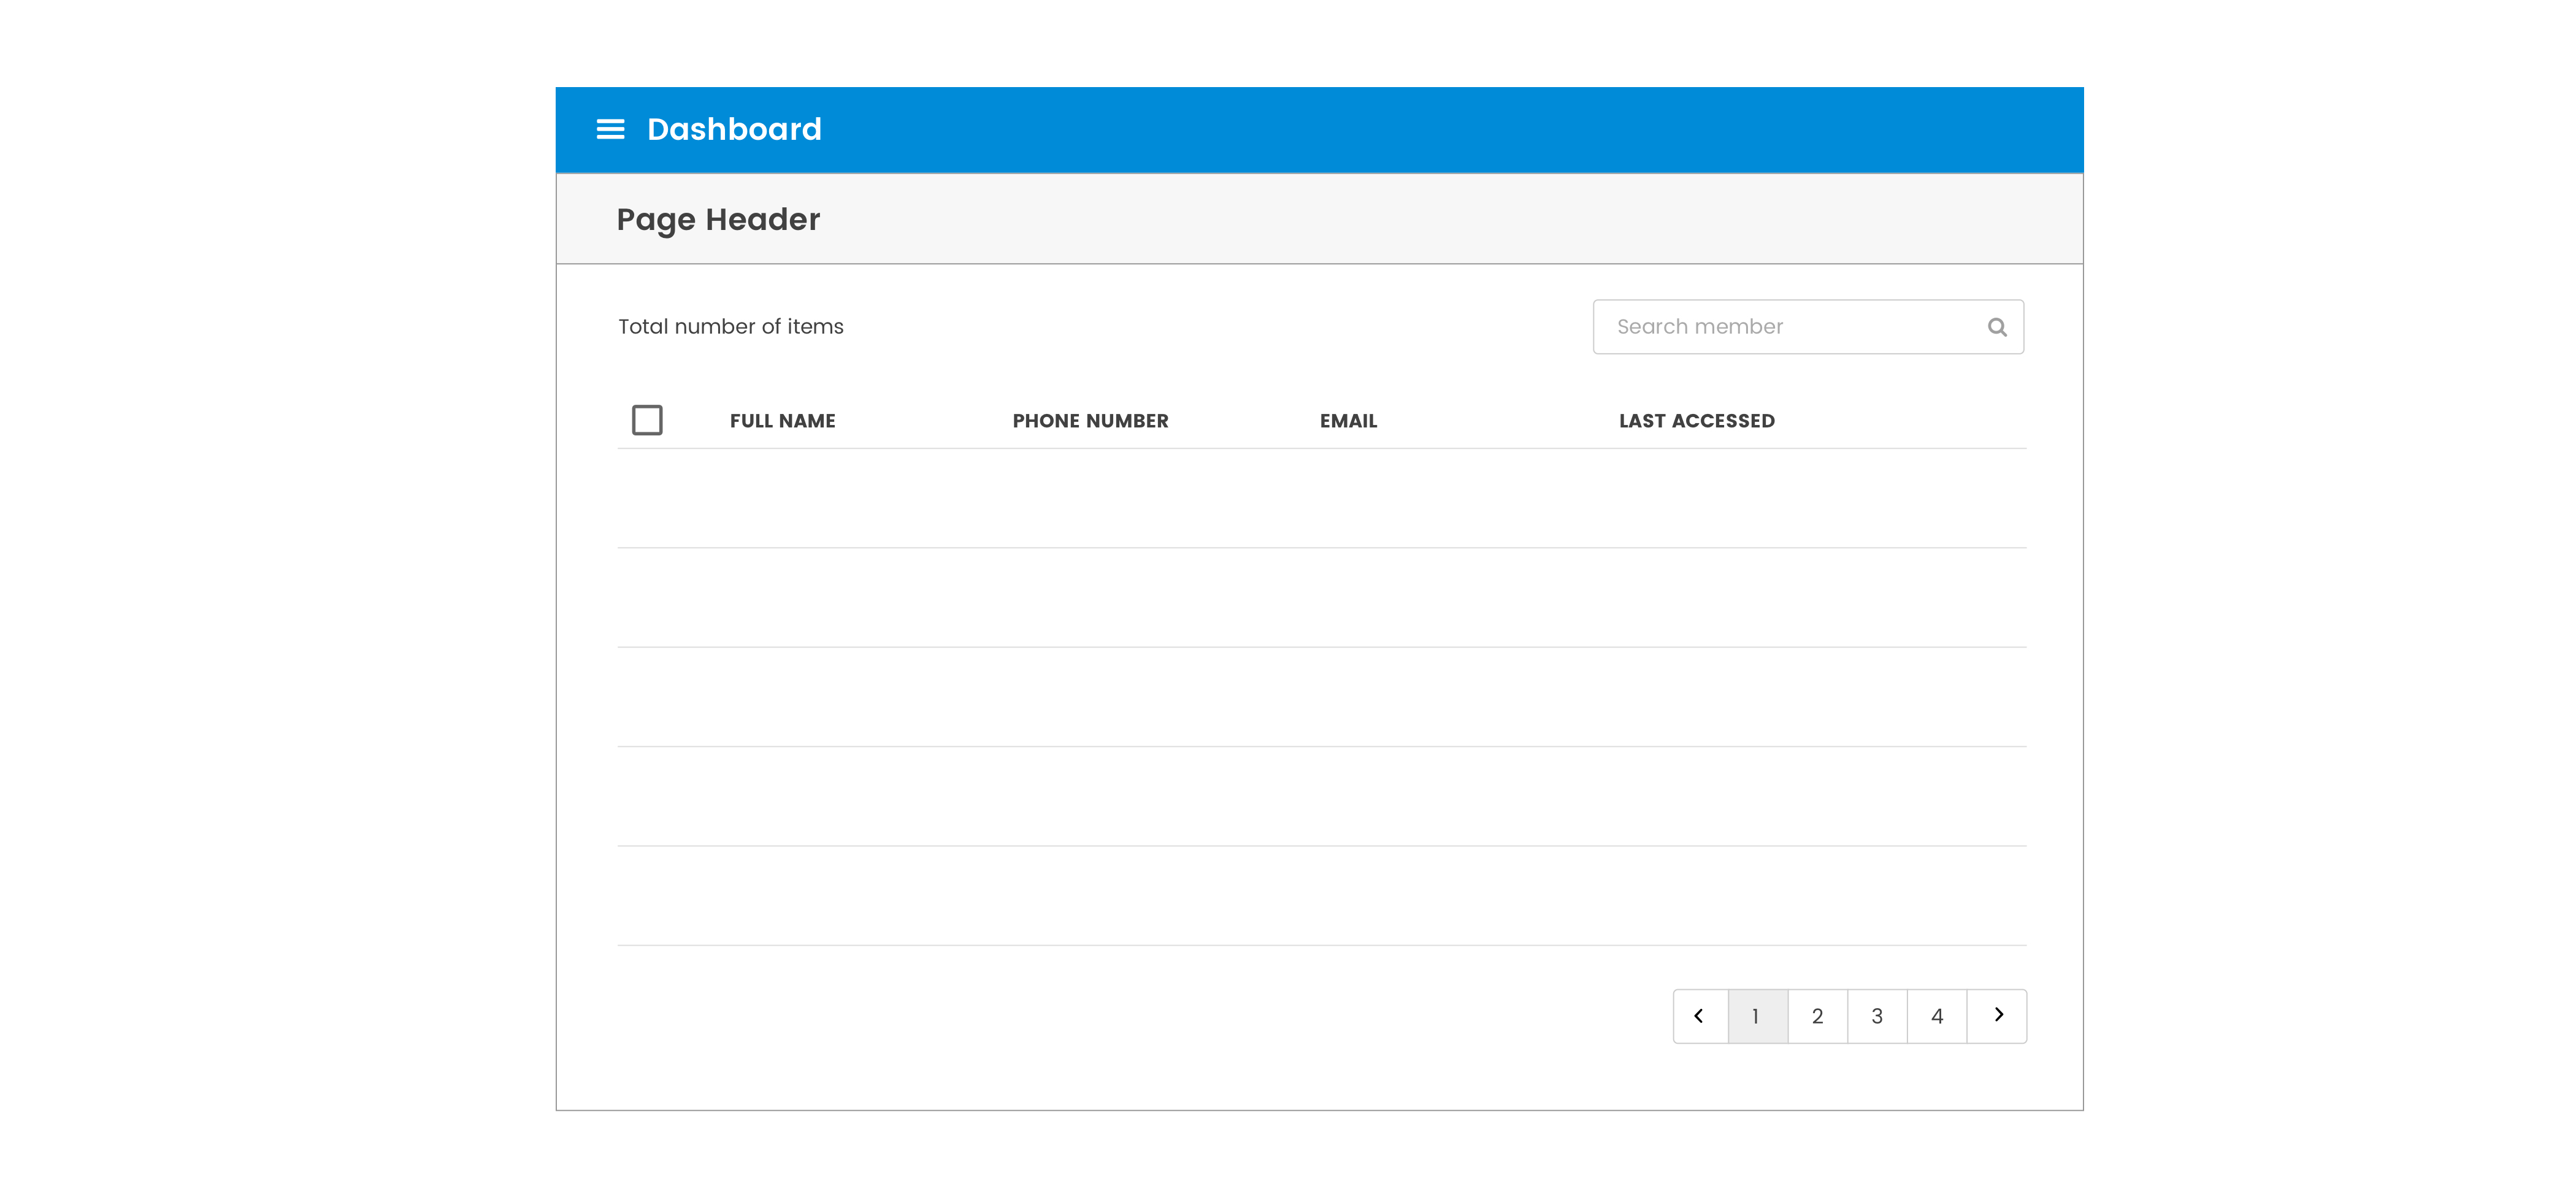 Dashboard
Page Header
Total number of items
Search member
FULL NAME PHONE NUMBER EMAIL LAST ACCESSED
1 2 3 4